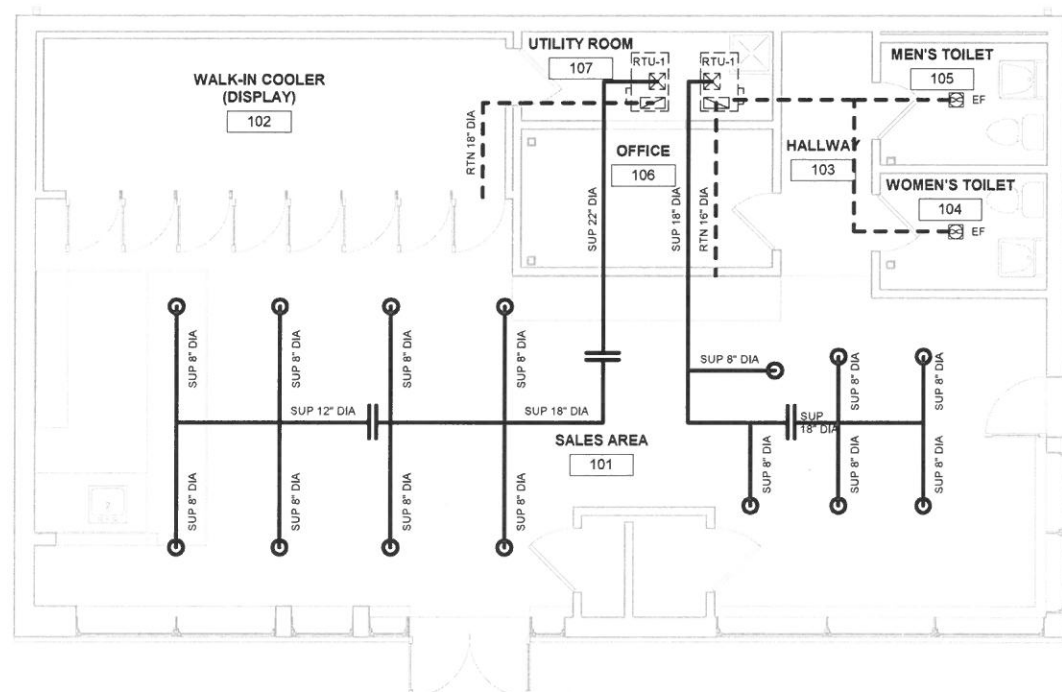 UTILITY ROOM
107
RTU-1
RTU-1
MEN'S TOILET
105
EF
WALK-IN COOLER
(DISPLAY)
102
RTN 18" DIA
OFFICE
106
HALLWAY
103
WOMEN'S TOILET
104
EF
SUP 22" DIA
SUP 18" DIA
RTN 16" DIA
SUP 8" DIA
SUP 8" DIA
SUP 8" DIA
SUP 8" DIA
SUP 8" DIA
SUP 8" DIA
SUP 8" DIA
SUP 12" DIA
SUP 18" DIA
SUP
18" DIA
SALES AREA
101
SUP 8" DIA
SUP 8" DIA
SUP 8" DIA
SUP 8" DIA
SUP 8" DIA
SUP 8" DIA
SUP 8" DIA